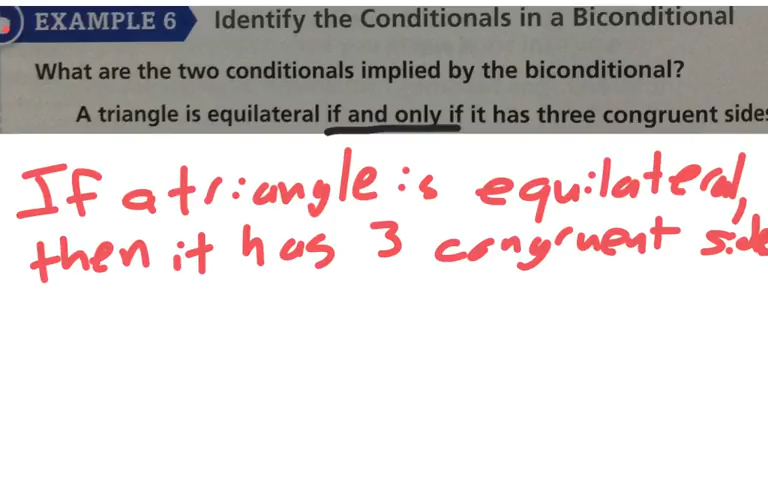 EXAMPLE 6 Identify the Conditionals in a Biconditional
What are the two conditionals implied by the biconditional?
A triangle is equilateral if and only if it has three congruent sides
If a triangle is equilateral,
then it has 3 congruent side